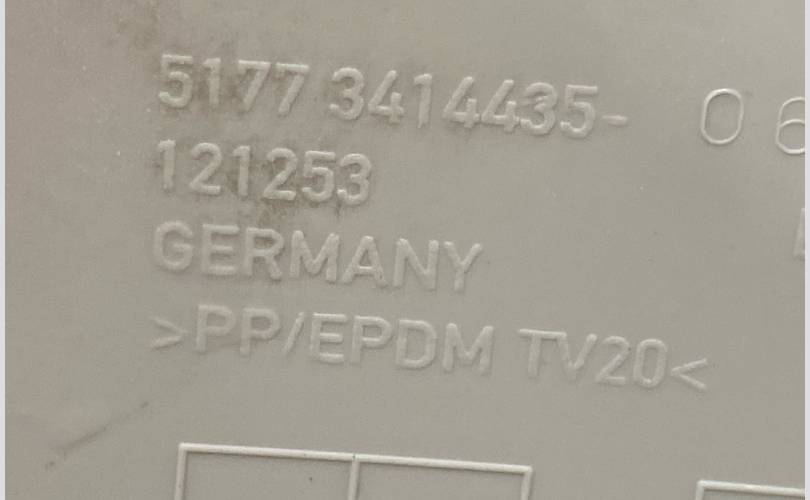 5177 3414435- 0 6
121253
GERMANY
>PP/EPDM TV20<